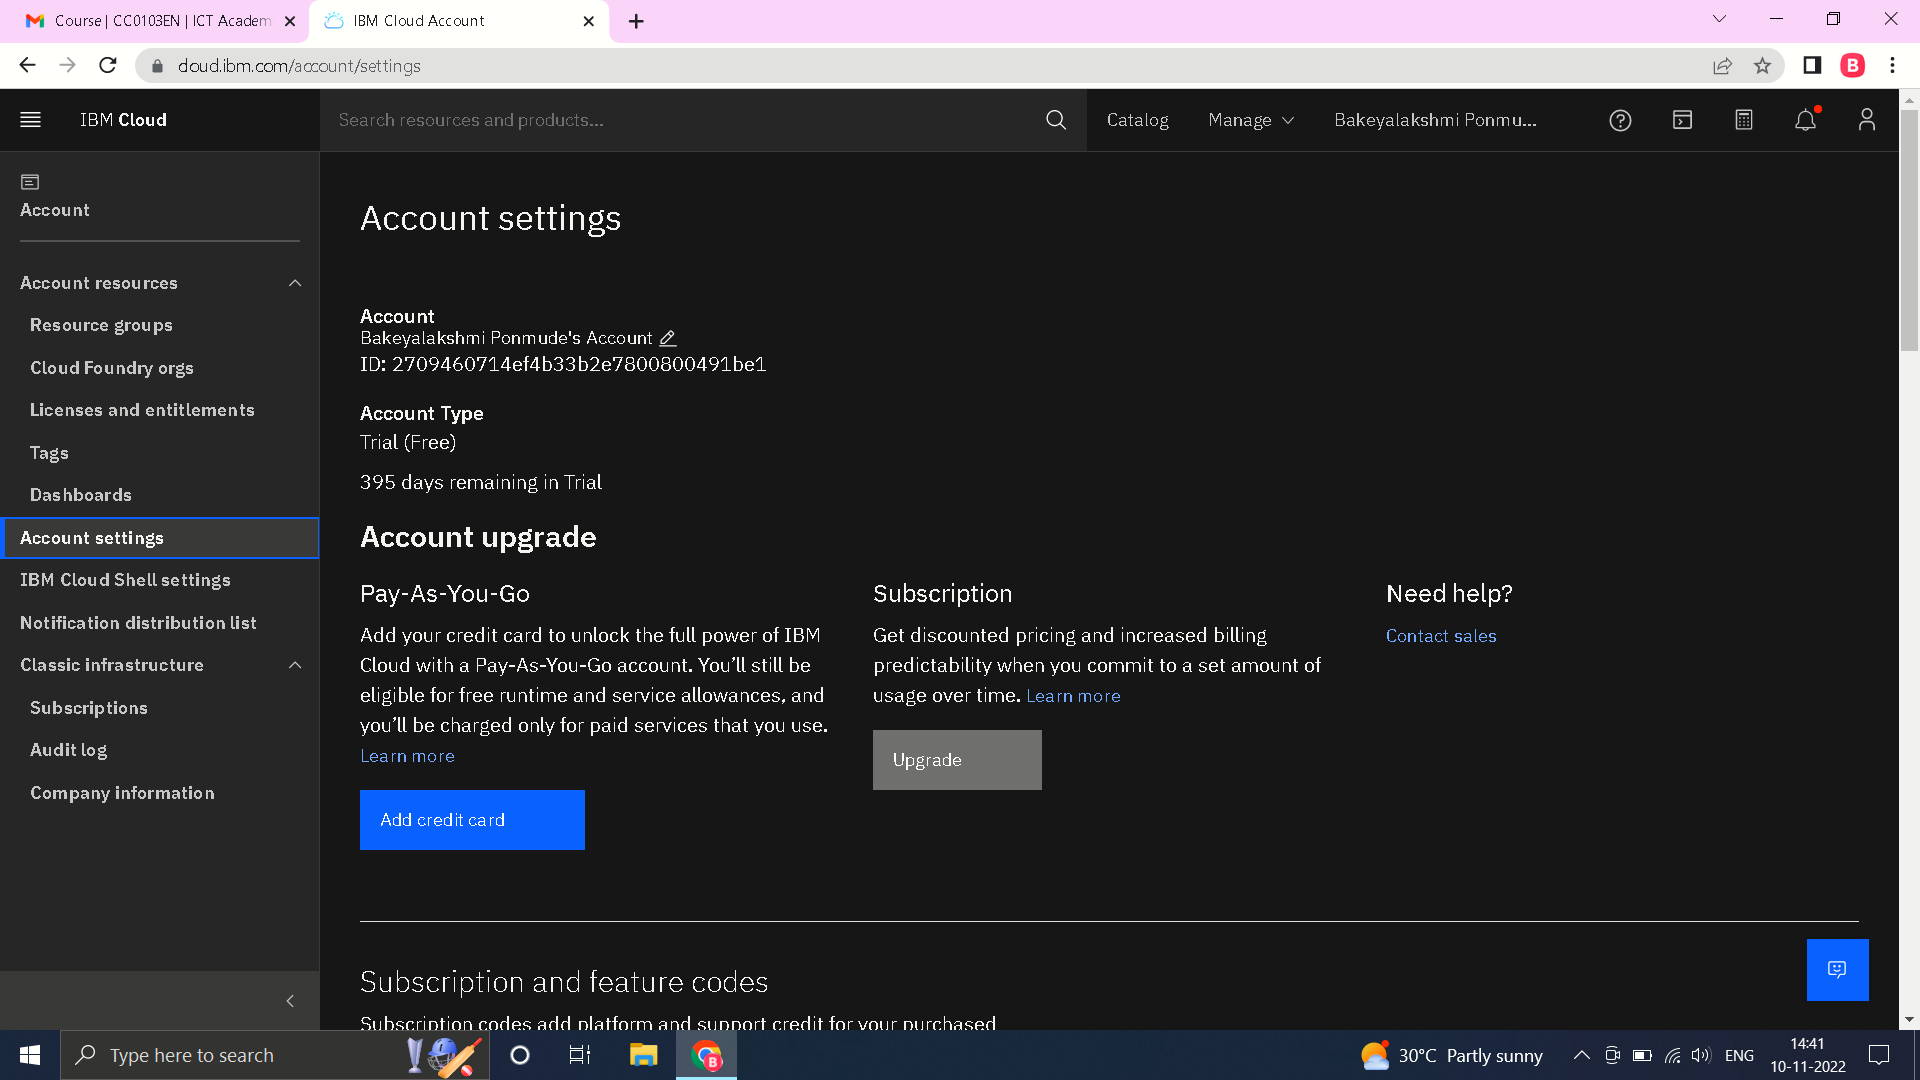 Course | CC0103EN | ICT Academ
IBM Cloud Account
cloud.ibm.com/account/settings
B
IBM Cloud
Search resources and products...
Catalog
Manage
Bakeyalakshmi Ponmu...
Account
Account resources
Resource groups
Cloud Foundry orgs
Licenses and entitlements
Tags
Dashboards
Account settings
IBM Cloud Shell settings
Notification distribution list
Classic infrastructure
Subscriptions
Audit log
Company information
Account settings
Account
Bakeyalakshmi Ponmude's Account
ID: 2709460714ef4b33b2e7800800491be1
Account Type
Trial (Free)
395 days remaining in Trial
Account upgrade
Pay-As-You-Go
Add your credit card to unlock the full power of IBM
Cloud with a Pay-As-You-Go account. You’ll still be
eligible for free runtime and service allowances, and
you’ll be charged only for paid services that you use.
Learn more
Add credit card
Subscription
Get discounted pricing and increased billing
predictability when you commit to a set amount of
usage over time. Learn more
Upgrade
Need help?
Contact sales
Subscription and feature codes
Subscription codes add platform and support credit for your purchased
Type here to search
B
30°C Partly sunny
ENG
14:41
10-11-2022